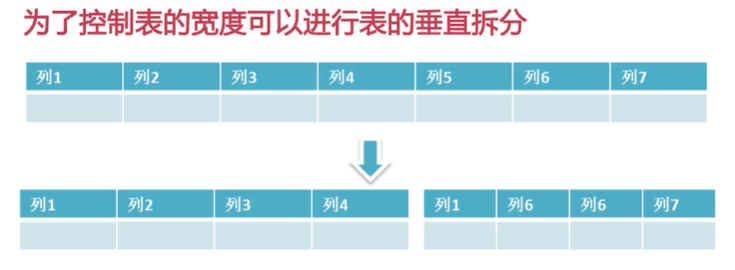 为了控制表的宽度可以进行表的垂直拆分
列1 列2 列3 列4 列5 列6 列7
列1 列2 列3 列4 列1 列6 列6 列7